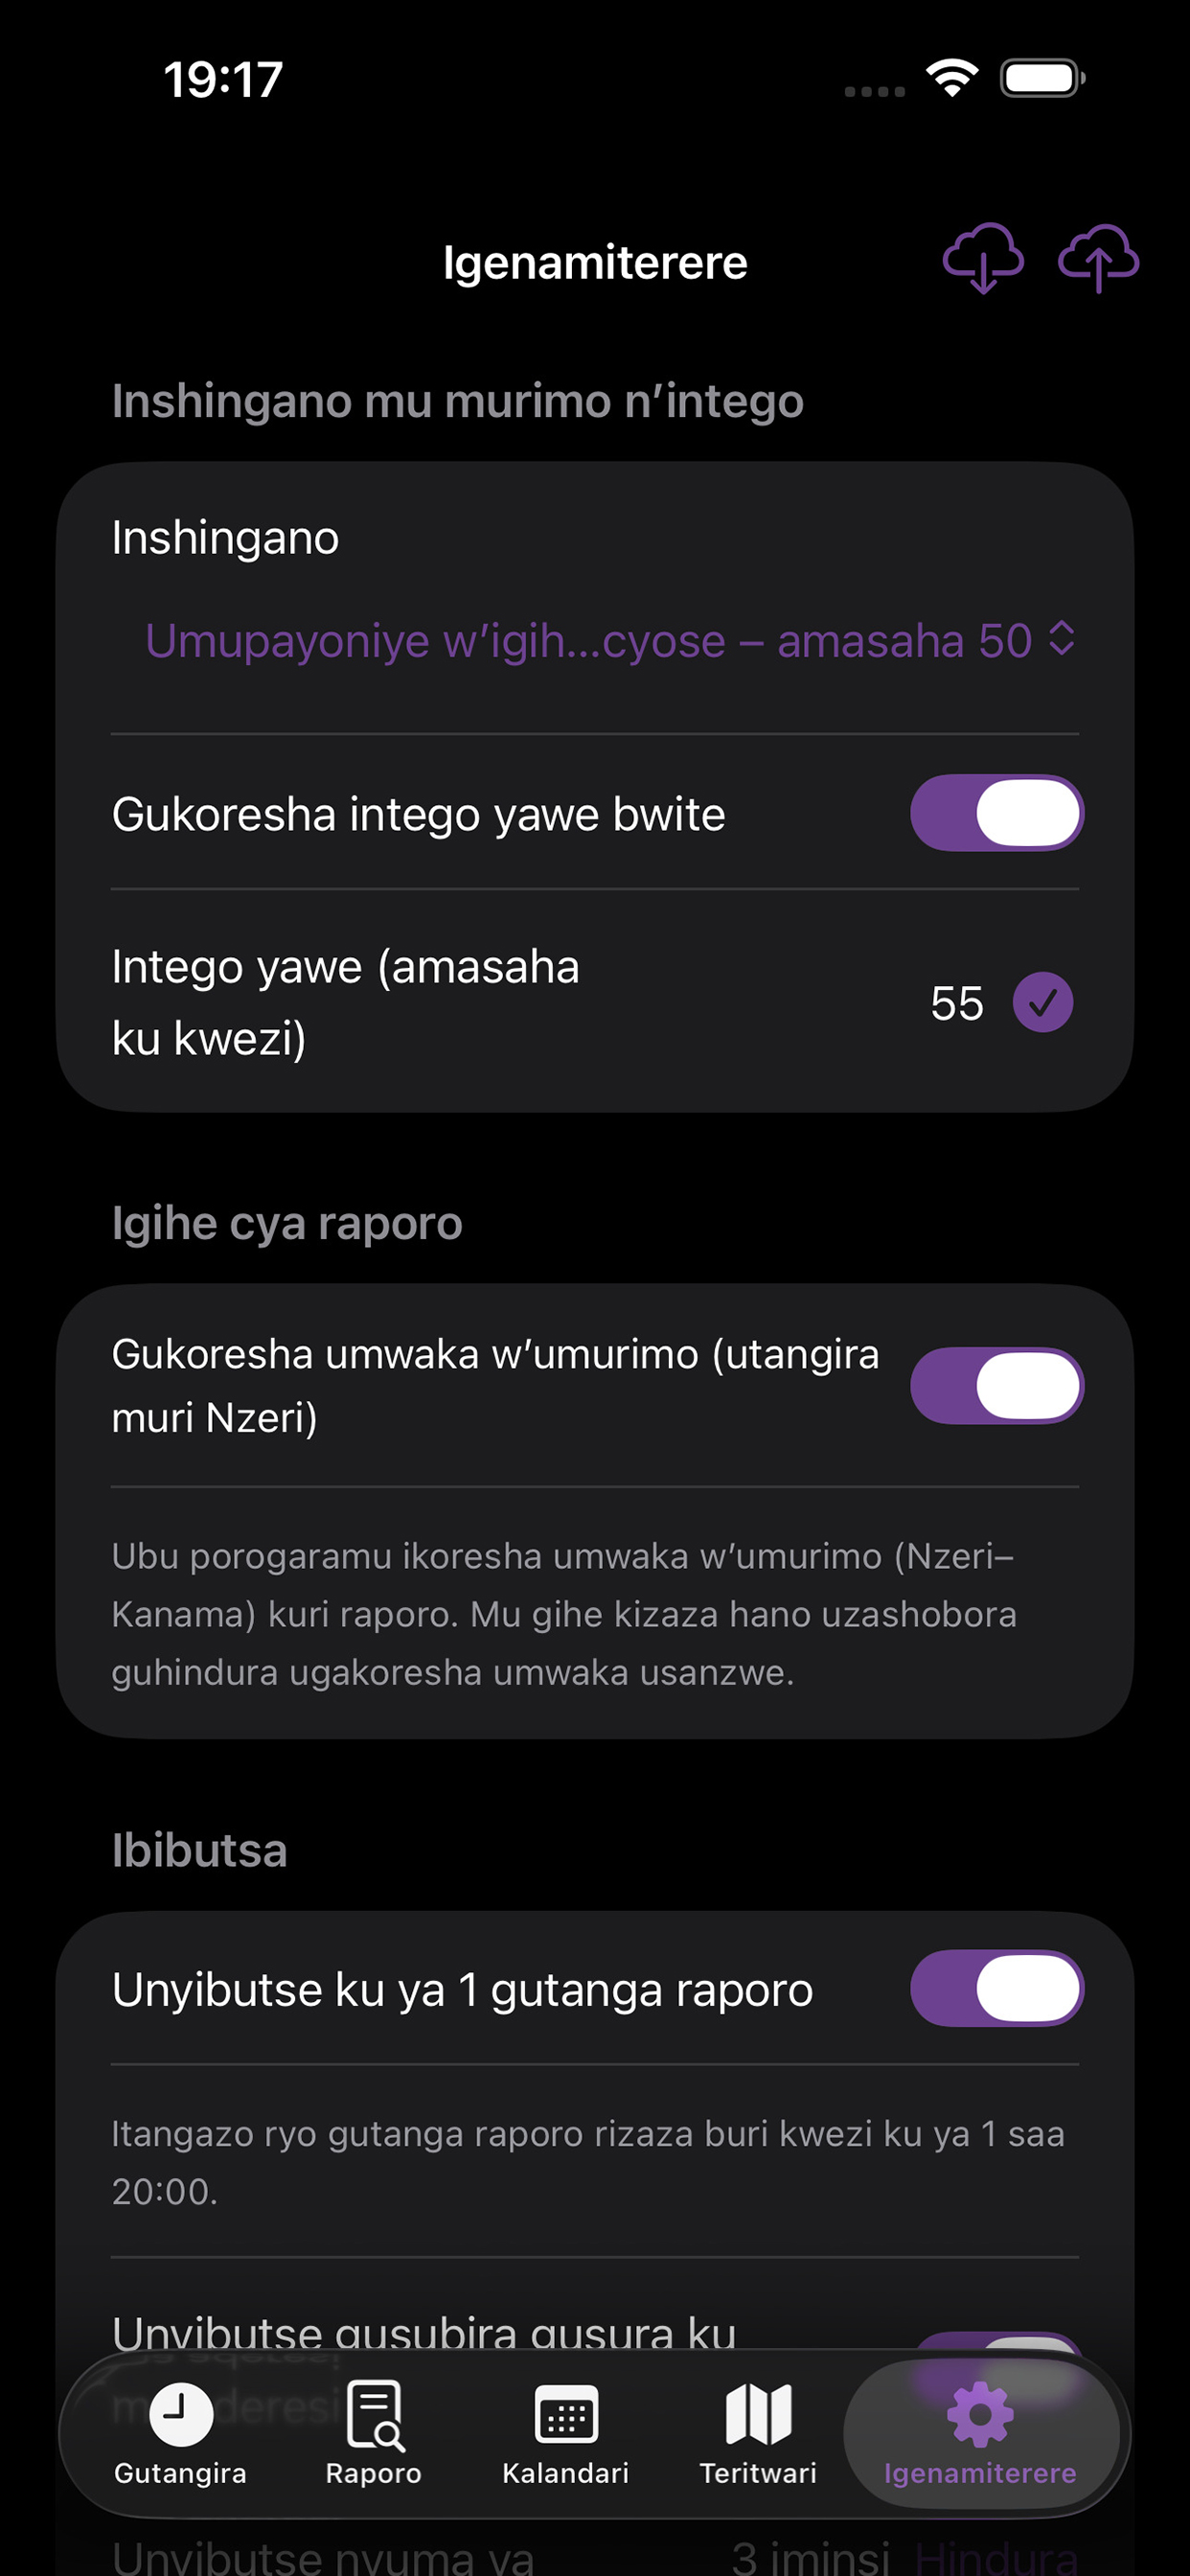 19:17
Igenamiterere
Inshingano mu murimo n’intego
Inshingano
Umupayoniye w’igih...cyose – amasaha 50
Gukoresha intego yawe bwite
Intego yawe (amasaha
ku kwezi)
55
Igihe cya raporo
Gukoresha umwaka w’umurimo (utangira
muri Nzeri)
Ubu porogaramu ikoresha umwaka w’umurimo (Nzeri–
Kanama) kuri raporo. Mu gihe kizaza hano uzashobora
guhindura ugakoresha umwaka usanzwe.
Ibibutsa
Unyibutse ku ya 1 gutanga raporo
Itangazo ryo gutanga raporo rizaza buri kwezi ku ya 1 saa
20:00.
Unyibutse gusubira gusura ku
Gutangira
Raporo
Kalandari
Teritwari
Igenamiterere
Unyibutse nyuma ya
3 iminsi
Hindura